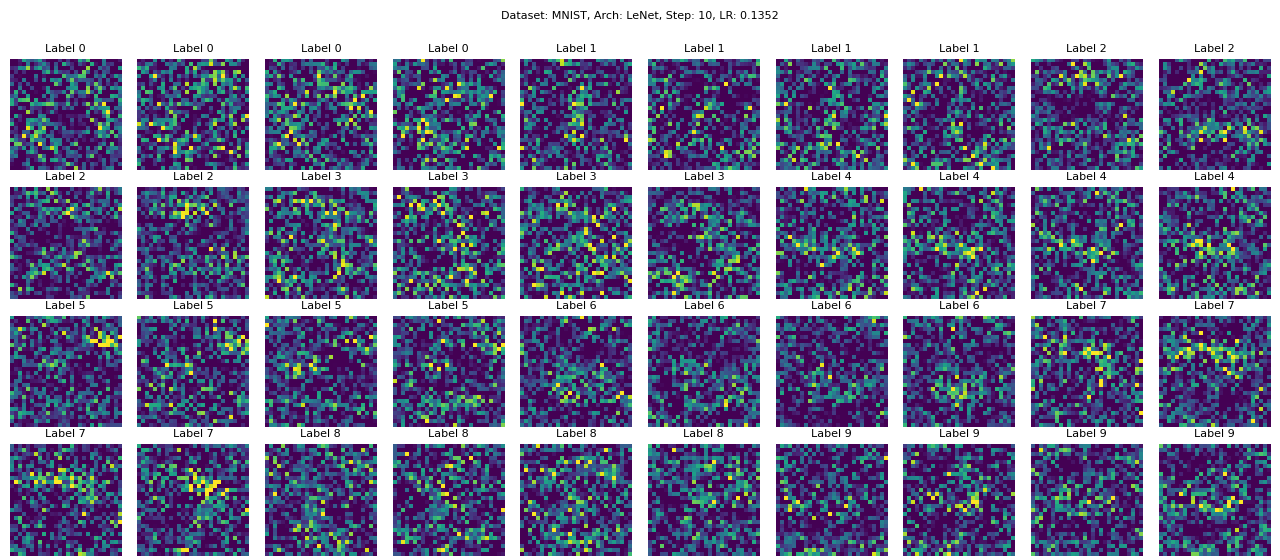 Dataset: MNIST, Arch: LeNet, Step: 10, LR: 0.1352
Label 0 Label 0 Label 0 Label 0 Label 1 Label 1 Label 1 Label 1 Label 2 Label 2
Label 2 Label 2 Label 3 Label 3 Label 3 Label 3 Label 4 Label 4 Label 4 Label 4
Label 5 Label 5 Label 5 Label 5 Label 6 Label 6 Label 6 Label 6 Label 7 Label 7
Label 7 Label 7 Label 8 Label 8 Label 8 Label 8 Label 9 Label 9 Label 9 Label 9